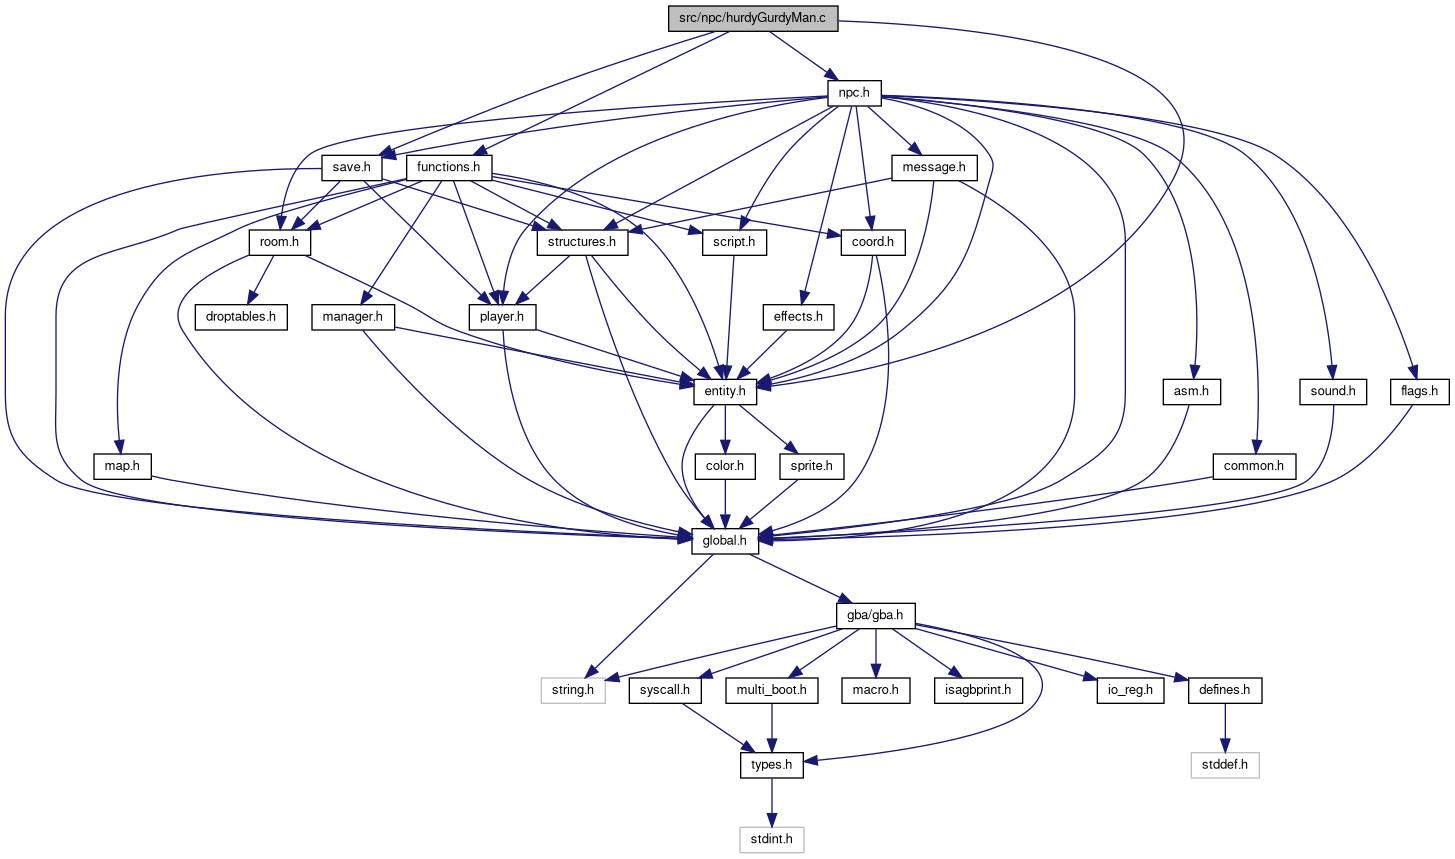 src/npc/hurdyGurdyMan.c
npc.h
save.h
functions.h
message.h
room.h
structures.h
script.h
coord.h
droptables.h
manager.h
player.h
effects.h
entity.h
asm.h
sound.h
flags.h
map.h
color.h
sprite.h
common.h
global.h
gba/gba.h
string.h
syscall.h
multi_boot.h
macro.h
isagbprint.h
io_reg.h
defines.h
types.h
stddef.h
stdint.h